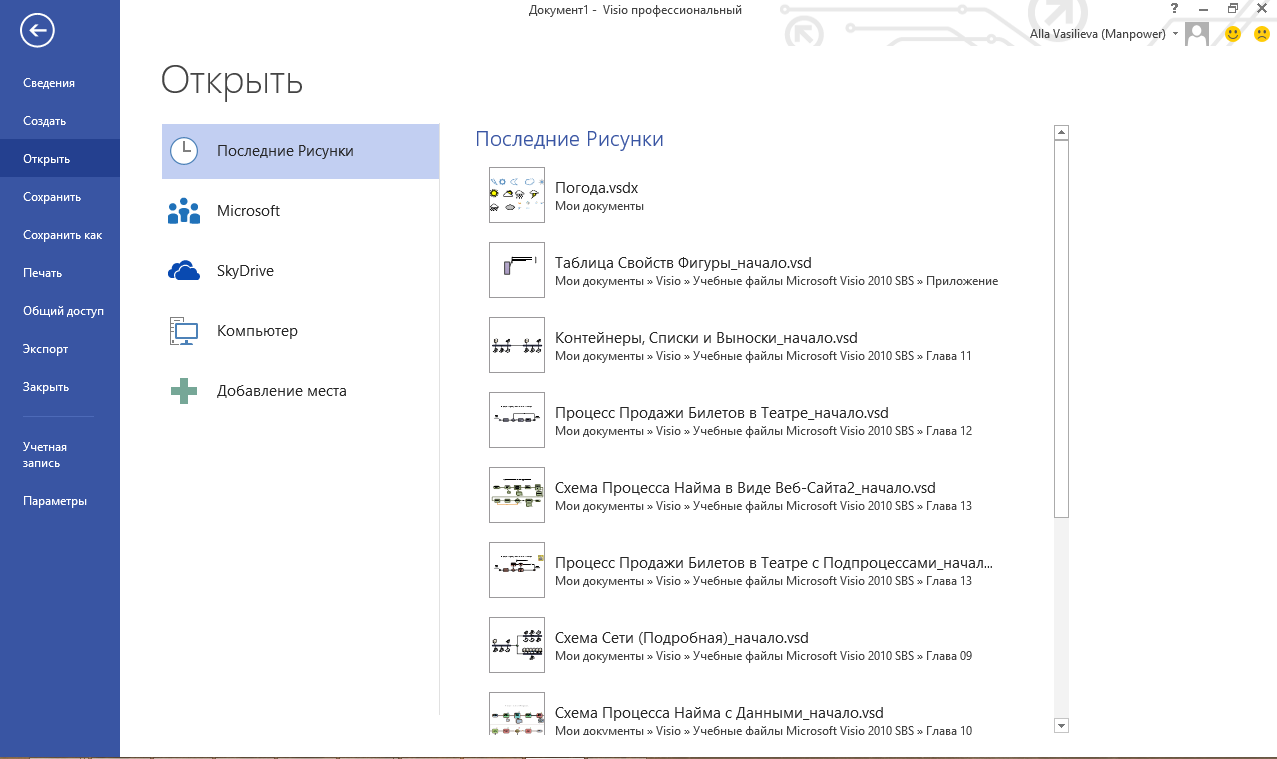 Документ1 - Visio профессиональный
?
Alla Vasilieva (Manpower)
Сведения
Создать
Открыть
Сохранить
Сохранить как
Печать
Общий доступ
Экспорт
Закрыть
Учетная
запись
Параметры
Открыть
Последние Рисунки
Microsoft
SkyDrive
Компьютер
Добавление места
Последние Рисунки
Погода.vsdx
Мои документы
Таблица Свойств Фигуры_начало.vsd
Мои документы » Visio » Учебные файлы Microsoft Visio 2010 SBS » Приложение
Контейнеры, Списки и Выноски_начало.vsd
Мои документы » Visio » Учебные файлы Microsoft Visio 2010 SBS » Глава 11
Процесс Продажи Билетов в Театре_начало.vsd
Мои документы » Visio » Учебные файлы Microsoft Visio 2010 SBS » Глава 12
Схема Процесса Найма в Виде Веб-Сайта2_начало.vsd
Мои документы » Visio » Учебные файлы Microsoft Visio 2010 SBS » Глава 13
Процесс Продажи Билетов в Театре с Подпроцессами_начал...
Мои документы » Visio » Учебные файлы Microsoft Visio 2010 SBS » Глава 13
Схема Сети (Подробная)_начало.vsd
Мои документы » Visio » Учебные файлы Microsoft Visio 2010 SBS » Глава 09
Схема Процесса Найма с Данными_начало.vsd
Мои документы » Visio » Учебные файлы Microsoft Visio 2010 SBS » Глава 10